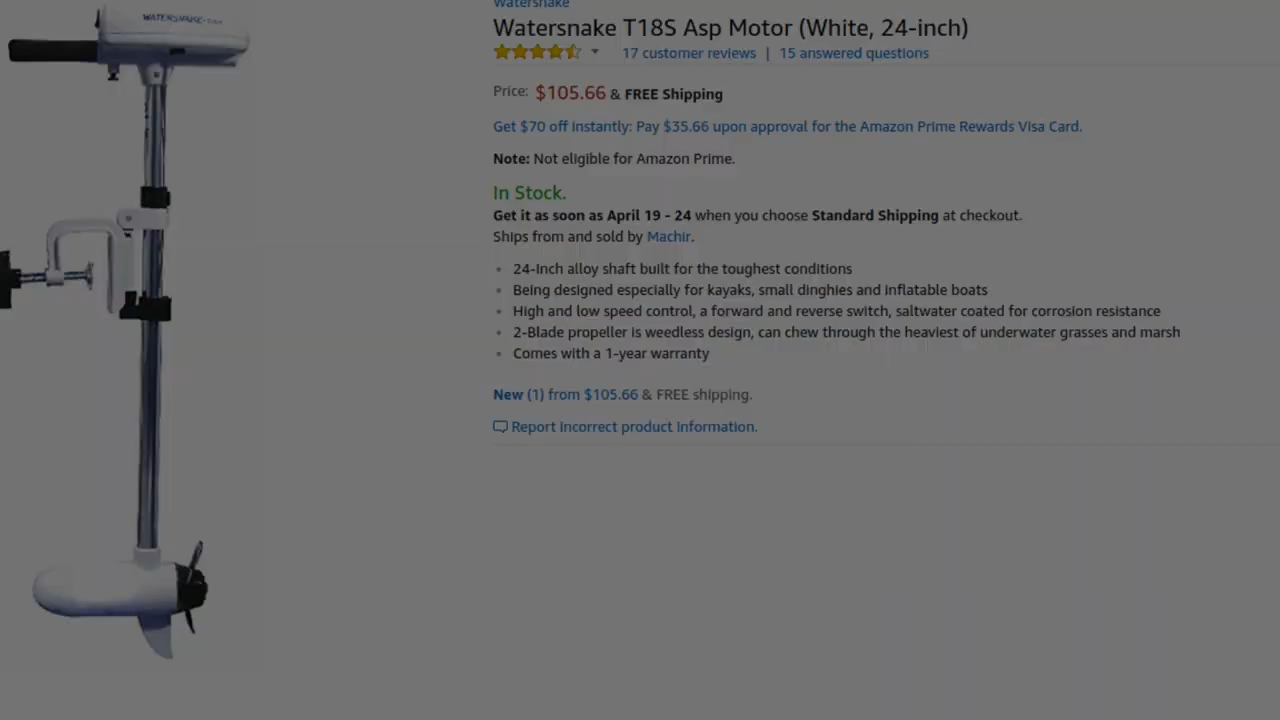 Watersnake
Watersnake T18S Asp Motor (White, 24-inch)
17 customer reviews | 15 answered questions
Price: $105.66 & FREE Shipping
Get $70 off instantly: Pay $35.66 upon approval for the Amazon Prime Rewards Visa Card.
Note: Not eligible for Amazon Prime.
In Stock.
Get it as soon as April 19 - 24 when you choose Standard Shipping at checkout.
Ships from and sold by Machir.
24-Inch alloy shaft built for the toughest conditions
Being designed especially for kayaks, small dinghies and inflatable boats
High and low speed control, a forward and reverse switch, saltwater coated for corrosion resistance
2-Blade propeller is weedless design, can chew through the heaviest of underwater grasses and marsh
Comes with a 1-year warranty
New (1) from $105.66 & FREE shipping.
Report incorrect product information.
WATERSNAKE